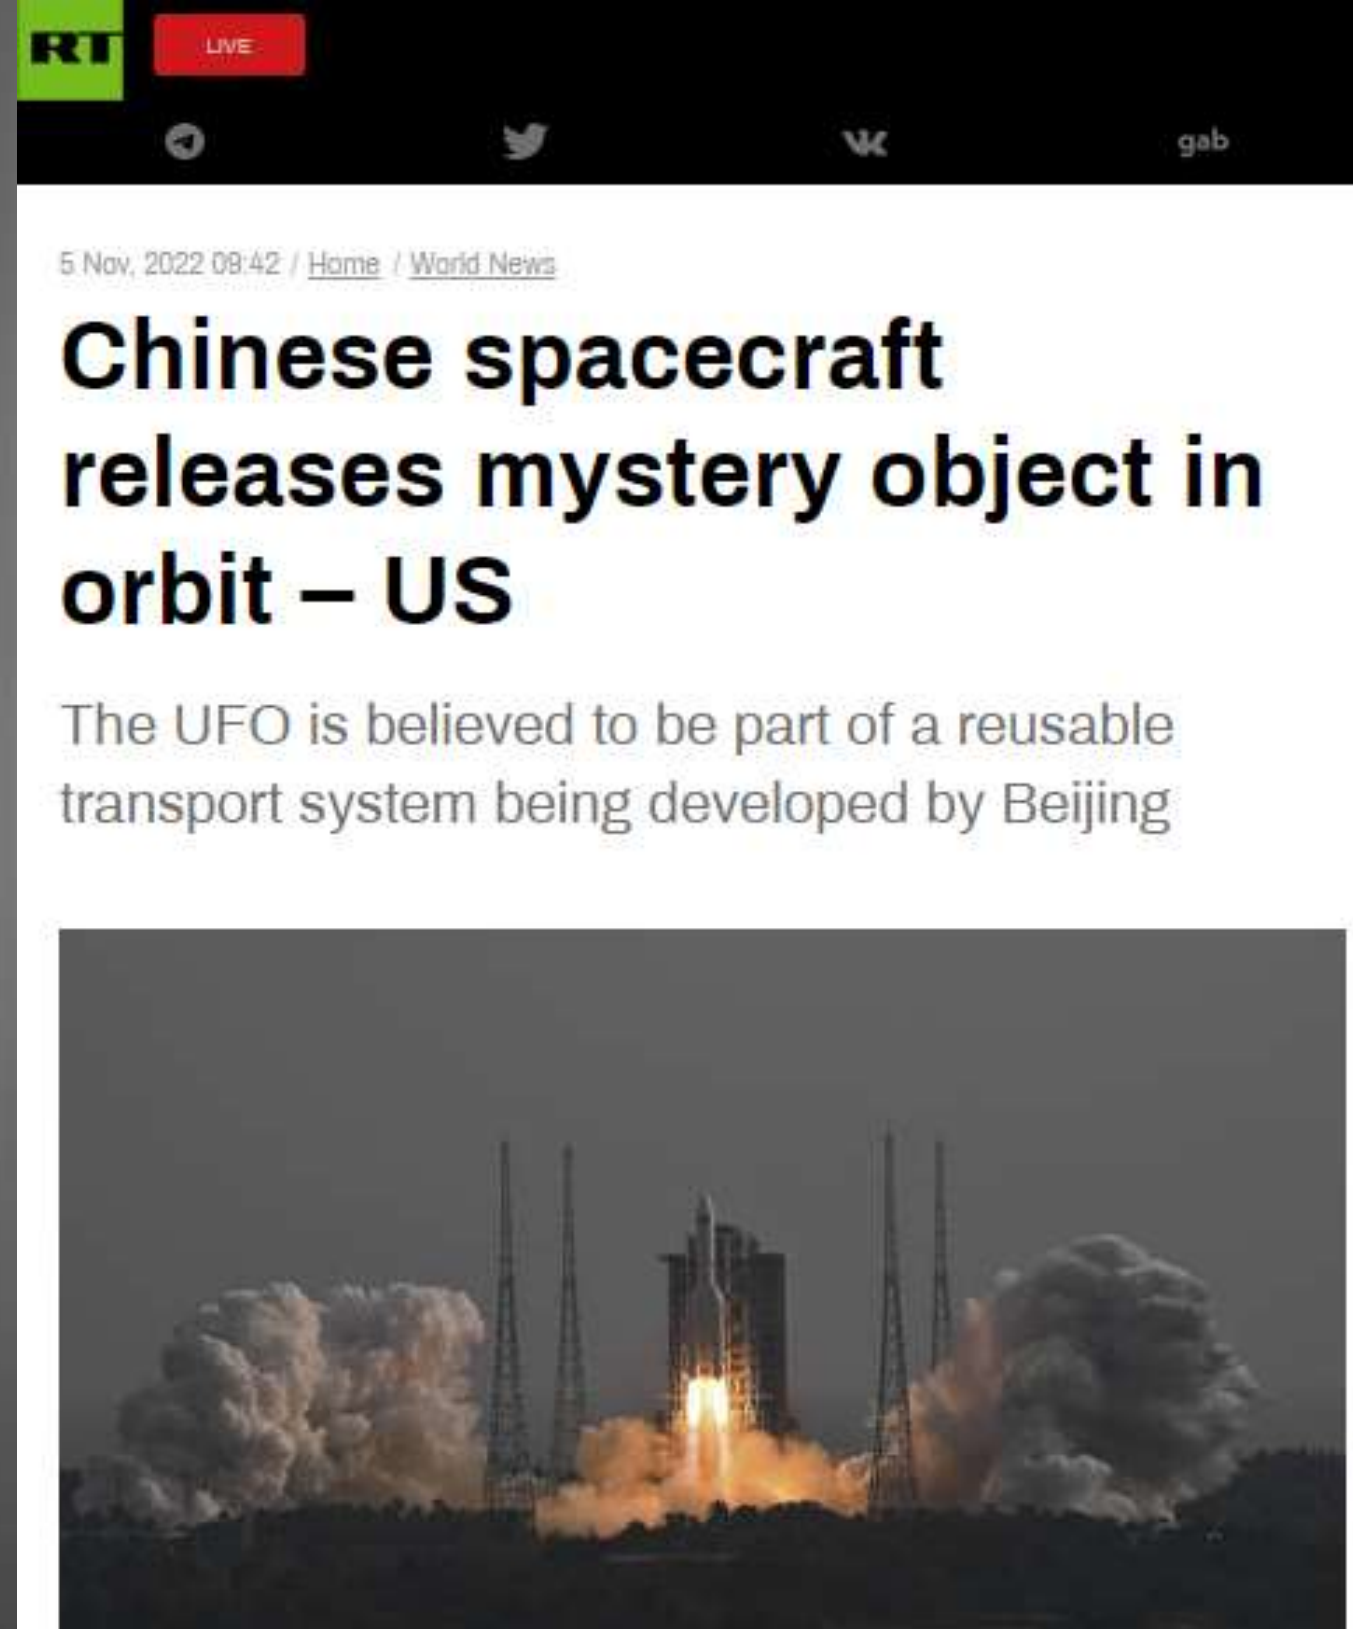 RT
LIVE
gab
5 Nov, 2022 09:42 / Home / World News
Chinese spacecraft
releases mystery object in
orbit – US
The UFO is believed to be part of a reusable
transport system being developed by Beijing